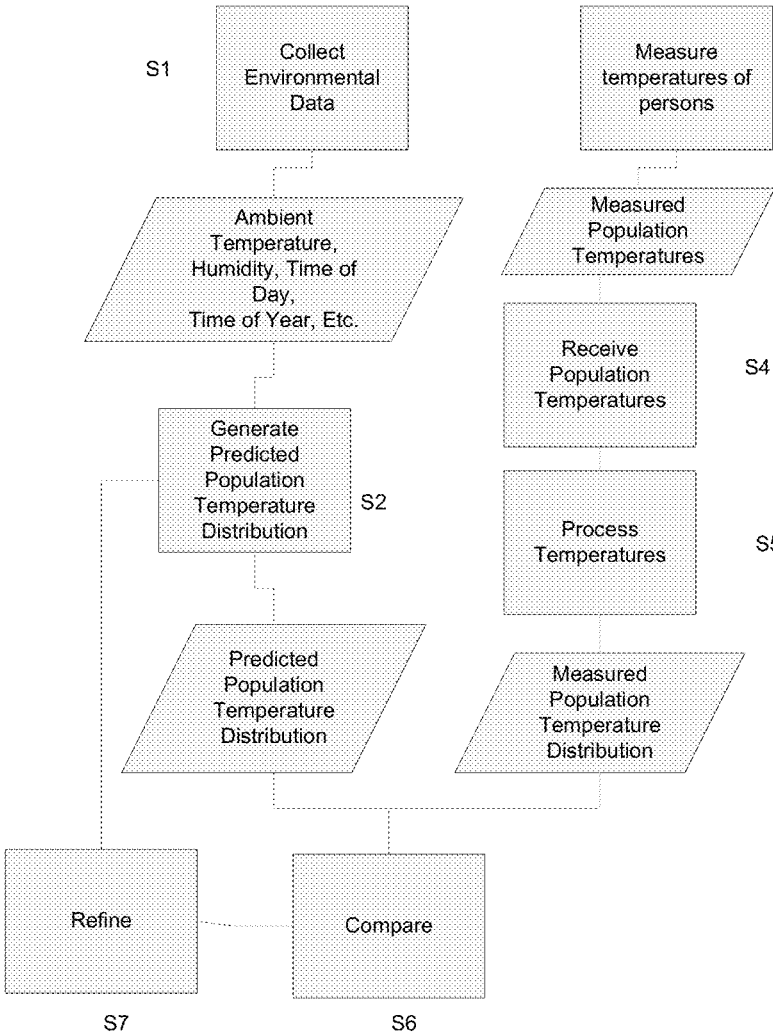 S1
Collect
Environmental
Data
Measure
temperatures of
persons
Ambient
Temperature,
Humidity, Time of
Day,
Time of Year, Etc.
Measured
Population
Temperatures
Receive
Population
Temperatures
S4
Generate
Predicted
Population
Temperature
Distribution
S2
Process
Temperatures
S5
Predicted
Population
Temperature
Distribution
Measured
Population
Temperature
Distribution
Refine
Compare
S7
S6